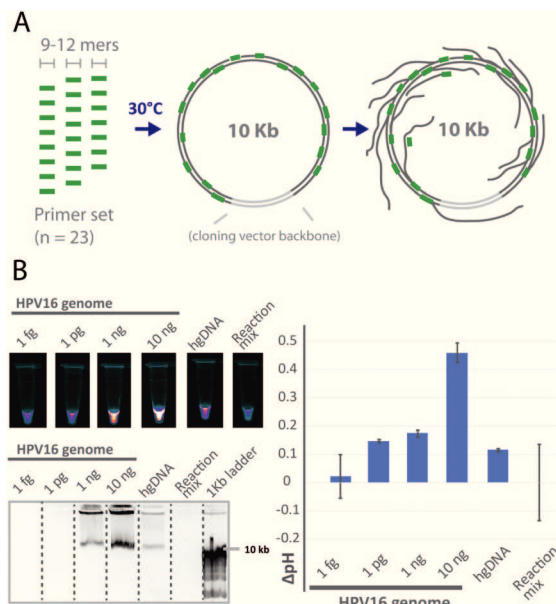 A
9-12 mers
30°C
10 Kb
10 Kb
Primer set
(n = 23)
(cloning vector backbone)
B
HPV16 genome
1 fg
1 pg
1 ng
10 ng
hgDNA
Reaction
mix
HPV16 genome
1 fg
1 pg
1 ng
10 ng
hgDNA
Reaction
mix
1Kb ladder
10 kb
0.5
0.4
0.3
0.2
0.1
0
-0.1
-0.2
ΔpH
1 fg
1 pg
1 ng
10 ng
hgDNA
Reaction
mix
HPV16 genome